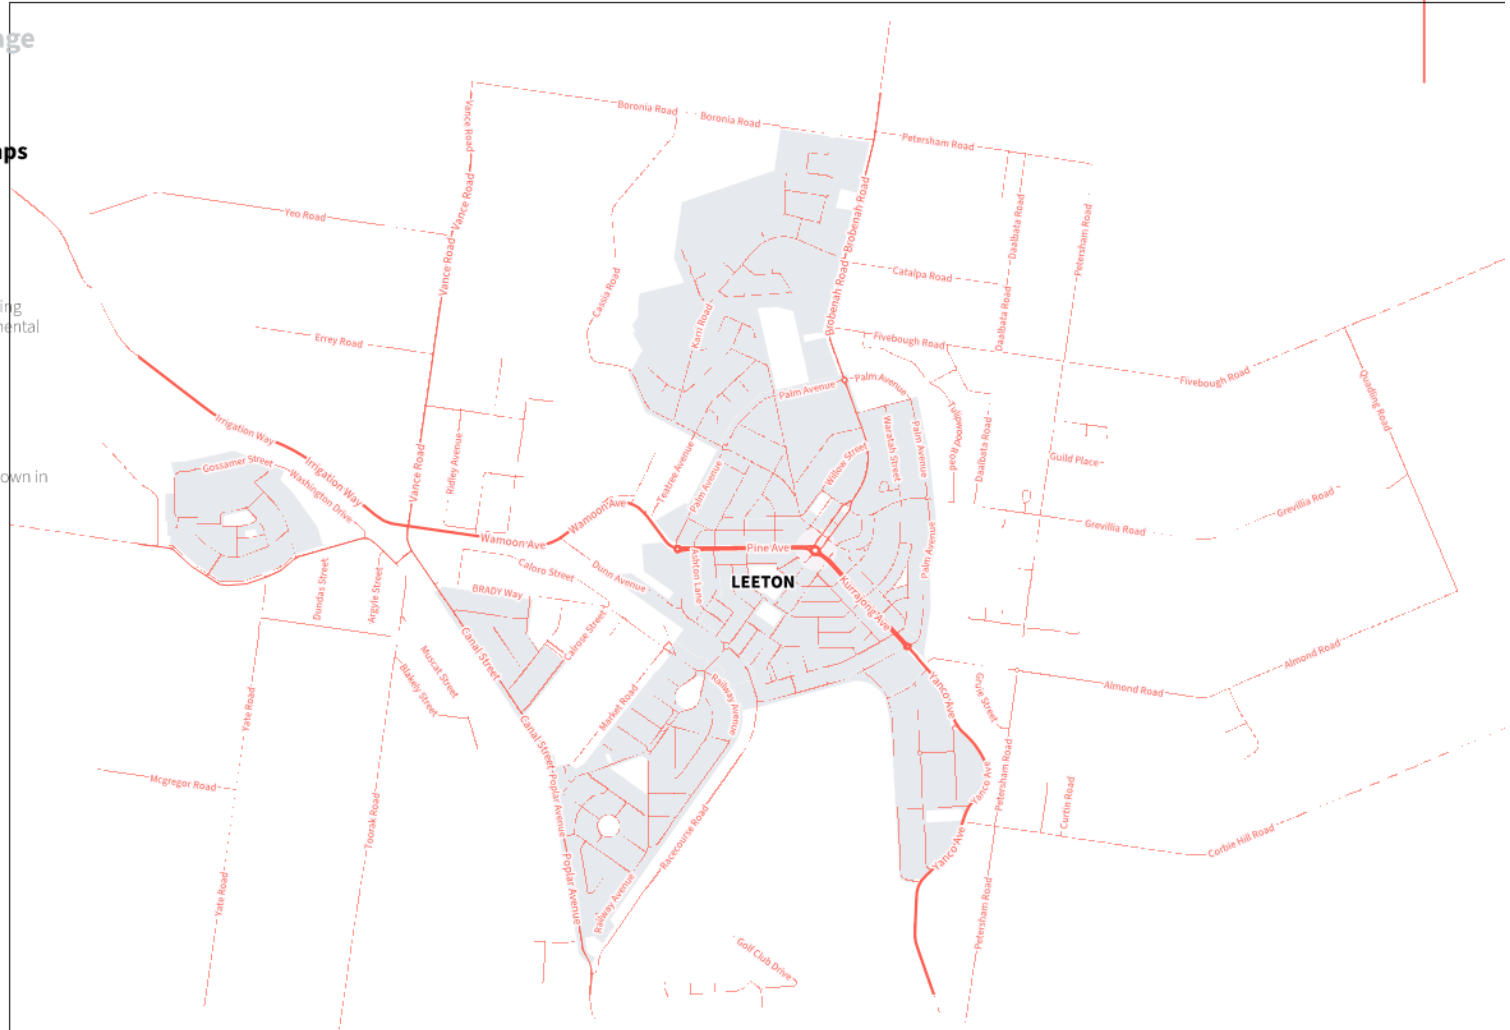 age
aps
ing
nental
own in
Boronia Road
Boronia Road
Petersham Road
Vance Road
Vance Road
Vance Road
Vance Road
Yeo Road
Errey Road
Cassia Road
Karri Road
Brobenah Road
Brobenah Road
Brobenah Road
Daalbata Road
Daalbata Road
Daalbata Road
Petersham Road
Catalpa Road
Fivebough Road
Fivebough Road
Quadling Road
Palm Avenue
Palm Avenue
Palm Avenue
Palm Avenue
Palm Avenue
Tulipwood Road
Waratah Street
Willow Street
Teatree Avenue
Guild Place
Grevillia Road
Grevillia Road
Irrigation Way
Irrigation Way
Gossamer Street
Washington Drive
Ridley Avenue
Wamoon Ave
Wamoon Ave
Pine Ave
LEETON
Ashton Lane
Kurrajong Ave
Caloro Street
Dunn Avenue
BRADY Way
Calrose Street
Dundas Street
Argyle Street
Canal Street
Canal Street
Muscat Street
Blakely Street
Market Road
Railway Avenue
Railway Avenue
Racecourse Road
Poplar Avenue
Poplar Avenue
Yanco Ave
Yanco Ave
Yanco Ave
Gruie Street
Almond Road
Almond Road
Petersham Road
Petersham Road
Curtin Road
Corbie Hill Road
Yate Road
Yate Road
Mcgregor Road
Toorak Road
Golf Club Drive